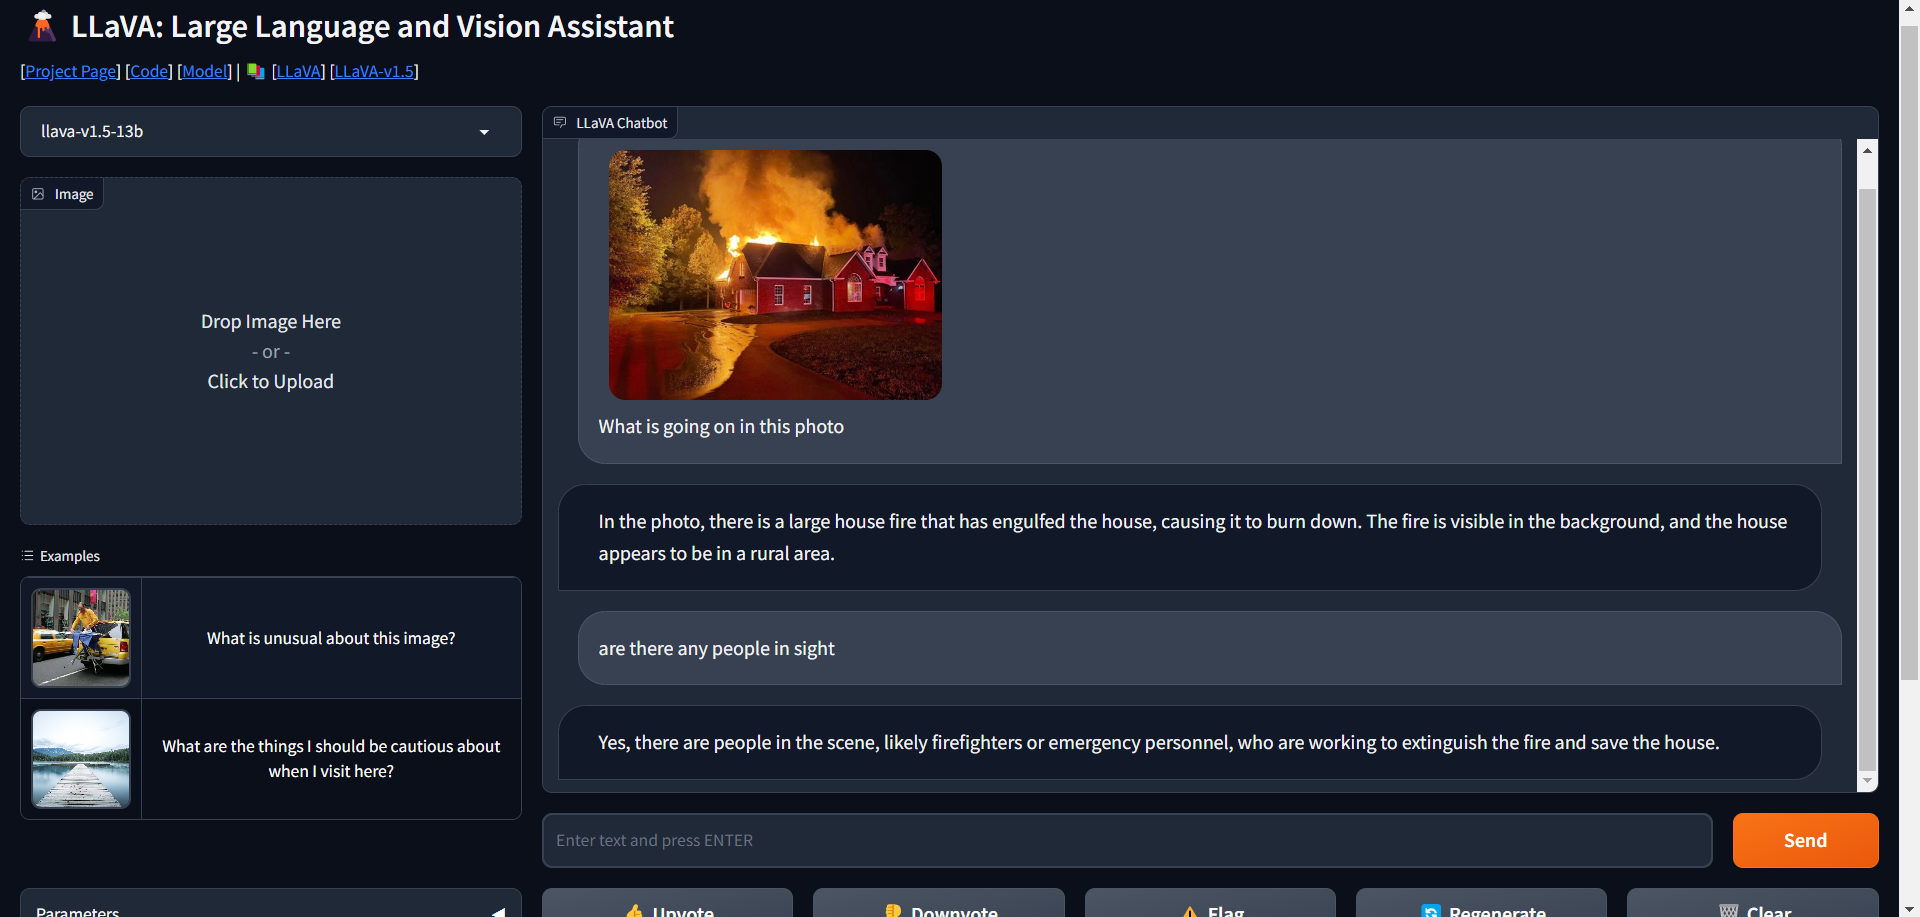 LLaVA: Large Language and Vision Assistant
[Project Page] [Code] [Model] | [LLaVA] [LLaVA-v1.5]
llava-v1.5-13b
Image
Drop Image Here
- or -
Click to Upload
Examples
What is unusual about this image?
What are the things I should be cautious about
when I visit here?
Parameters
LLaVA Chatbot
What is going on in this photo
In the photo, there is a large house fire that has engulfed the house, causing it to burn down. The fire is visible in the background, and the house
appears to be in a rural area.
are there any people in sight
Yes, there are people in the scene, likely firefighters or emergency personnel, who are working to extinguish the fire and save the house.
Enter text and press ENTER
Send
Upvote
Downvote
Flag
Regenerate
Clear